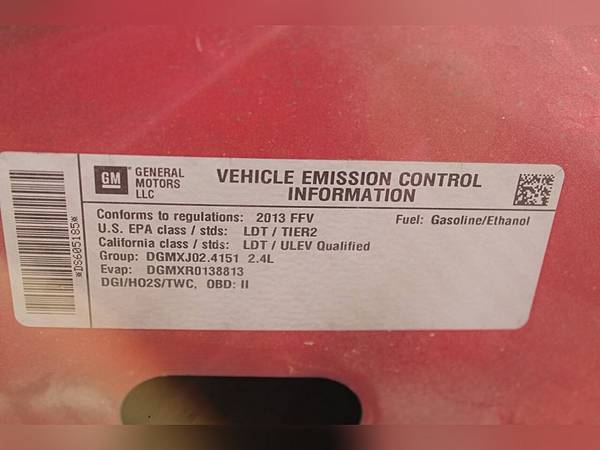 GM
GENERAL
MOTORS
LLC
VEHICLE EMISSION CONTROL
INFORMATION
Conforms to regulations: 2013 FFV
Fuel: Gasoline/Ethanol
U.S. EPA class / stds: LDT / TIER2
California class / stds: LDT / ULEV Qualified
Group: DGMXJ02.4151 2.4L
Evap: DGMXR0138813
DGI/HO2S/TWC, OBD: II
*DS605185*